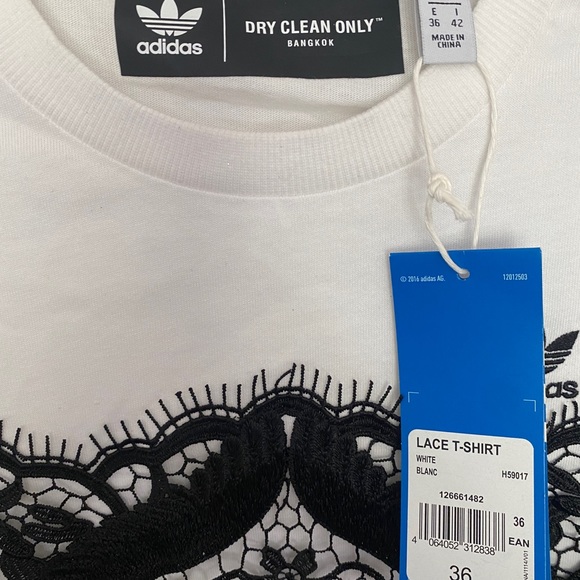 adidas
DRY CLEAN ONLY™
BANGKOK
E I
36 42
MADE IN
CHINA
© 2016 adidas AG.
12012503
das
LACE T-SHIRT
WHITE
BLANC
H59017
126661482
36
4 064052 312838
EAN
36